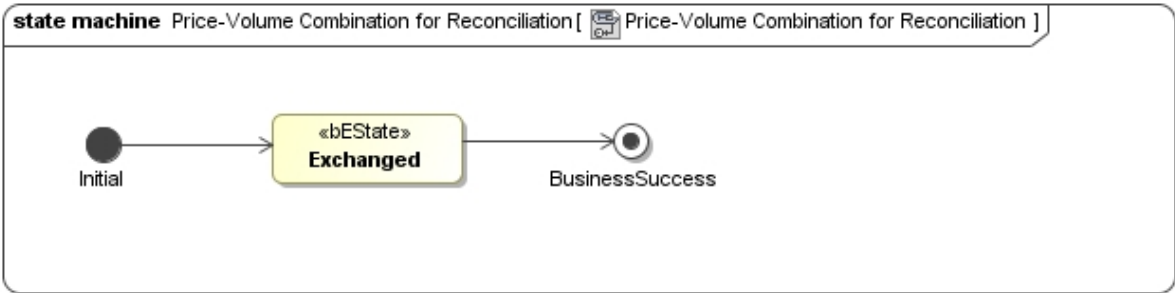 state machine Price-Volume Combination for Reconciliation [ Price-Volume Combination for Reconciliation ]
«bEState»
Exchanged
Initial
BusinessSuccess